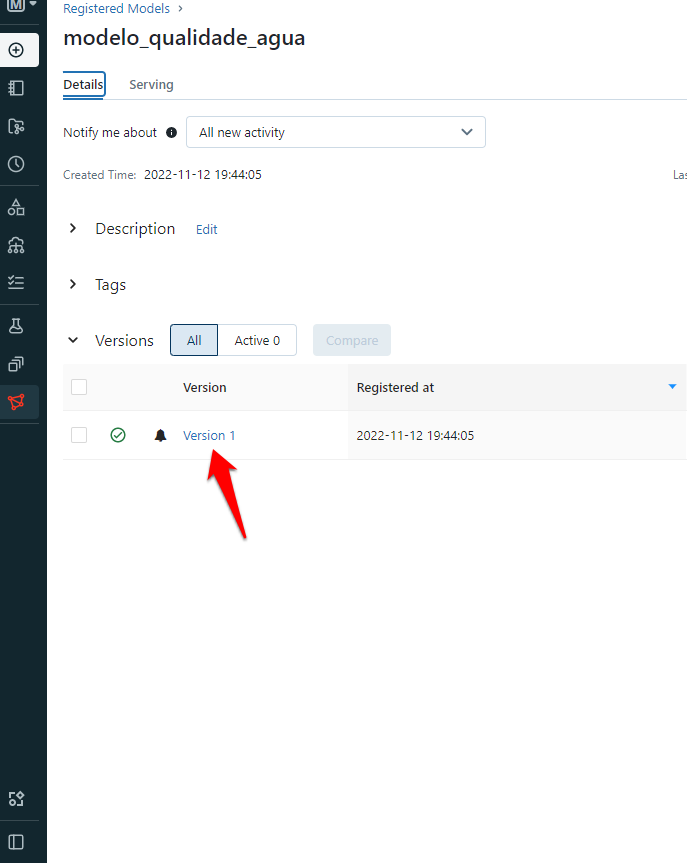 M
Registered Models >
modelo_qualidade_agua
Details Serving
Notify me about All new activity
Created Time: 2022-11-12 19:44:05 Las
Description Edit
Tags
Versions All Active 0 Compare
Version Registered at
Version 1 2022-11-12 19:44:05